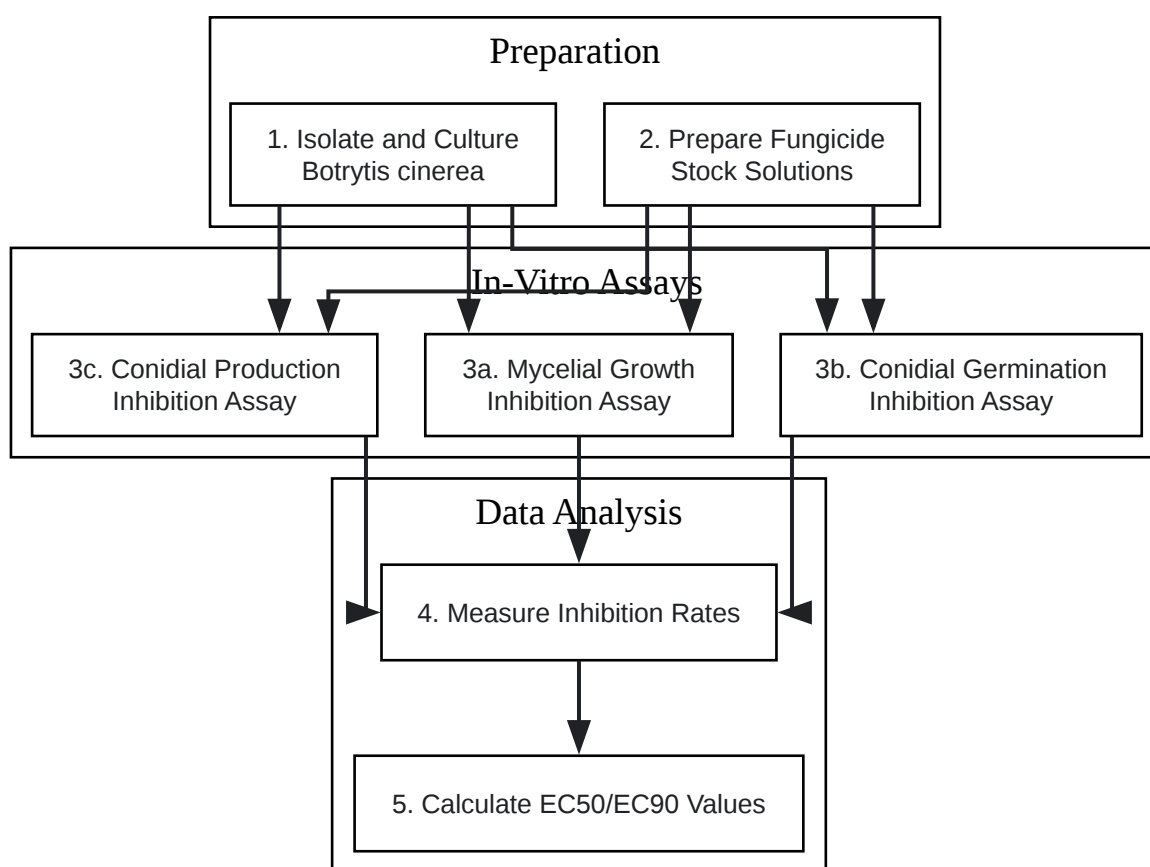 Preparation
1. Isolate and Culture
Botrytis cinerea
2. Prepare Fungicide
Stock Solutions
In-Vitro Assays
3c. Conidial Production
Inhibition Assay
3a. Mycelial Growth
Inhibition Assay
3b. Conidial Germination
Inhibition Assay
Data Analysis
4. Measure Inhibition Rates
5. Calculate EC50/EC90 Values